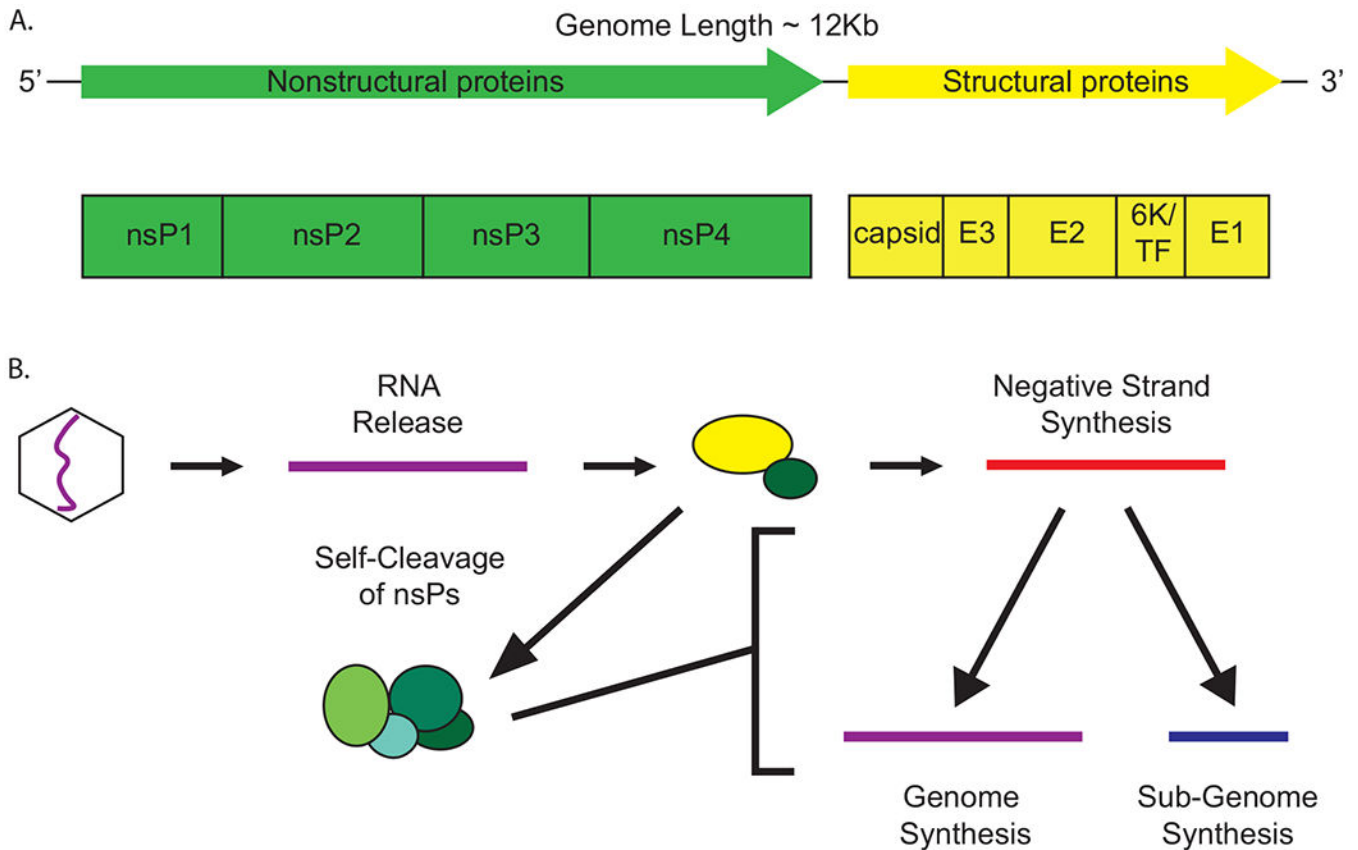 A.
Genome Length ~ 12Kb
5’ Nonstructural proteins Structural proteins 3’
nsP1 nsP2 nsP3 nsP4 capsid E3 E2 6K/ E1
TF
B.
RNA
Release
Negative Strand
Synthesis
Self-Cleavage
of nsPs
Genome
Synthesis
Sub-Genome
Synthesis